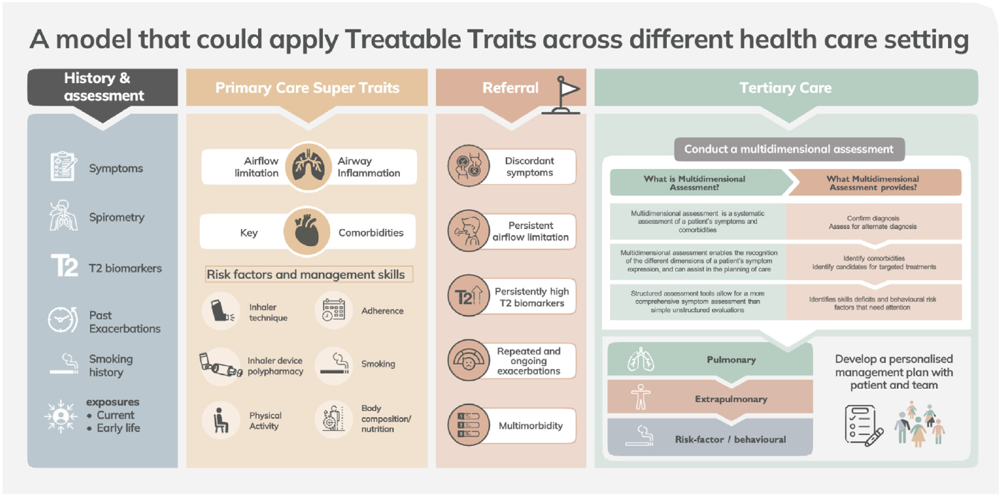 A model that could apply Treatable Traits across different health care setting
History &
assessment
Symptoms
Spirometry
T2
T2 biomarkers
Past
Exacerbations
Smoking
history
exposures
• Current
• Early life
Primary Care Super Traits
Airflow
limitation
Airway
Inflammation
Key
Comorbidities
Risk factors and management skills
Inhaler
technique
Adherence
Inhaler device
polypharmacy
Smoking
Physical
Activity
Body
composition/
nutrition
Referral
Discordant
symptoms
Persistent
airflow limitation
T2
Persistently high
T2 biomarkers
Repeated and
ongoing
exacerbations
1
2
3
Multimorbidity
Tertiary Care
Conduct a multidimensional assessment
What is Multidimensional
Assessment?
What Multidimensional
Assessment provides?
Multidimensional assessment is a systematic
assessment of a patient's symptoms and
comorbidities
Confirm diagnosis
Assess for alternate diagnosis
Multidimensional assessment enables the recognition
of the different dimensions of a patient's symptom
expression, and can assist in the planning of care
Identify comorbidities
Identify candidates for targeted treatments
Structured assessment tools allow for a more
comprehensive symptom assessment than
simple unstructured evaluations
Identifies skills deficits and behavioural risk
factors that need attention
Pulmonary
Extrapulmonary
Risk-factor / behavioural
Develop a personalised
management plan with
patient and team